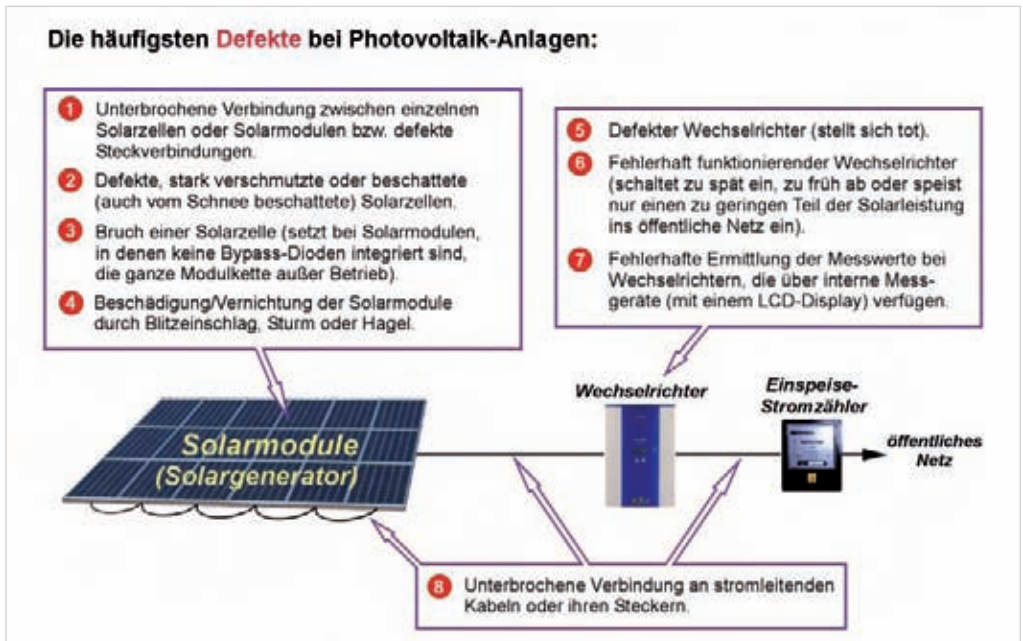 Die häufigsten Defekte bei Photovoltaik-Anlagen:
1 Unterbrochene Verbindung zwischen einzelnen
Solarzellen oder Solarmodulen bzw. defekte
Steckverbindungen.
2 Defekte, stark verschmutzte oder beschattete
(auch vom Schnee beschattete) Solarzellen.
3 Bruch einer Solarzelle (setzt bei Solarmodulen,
in denen keine Bypass-Dioden integriert sind,
die ganze Modulkette außer Betrieb).
4 Beschädigung/Vernichtung der Solarmodule
durch Blitzeinschlag, Sturm oder Hagel.
5 Defekter Wechselrichter (stellt sich tot).
6 Fehlerhaft funktionierender Wechselrichter
(schaltet zu spät ein, zu früh ab oder speist
nur einen zu geringen Teil der Solarleistung
ins öffentliche Netz ein).
7 Fehlerhafte Ermittlung der Messwerte bei
Wechselrichtern, die über interne Mess-
geräte (mit einem LCD-Display) verfügen.
Solarmodule
(Solargenerator)
Wechselrichter
Einspeise-
Stromzähler
öffentliches
Netz
8 Unterbrochene Verbindung an stromleitenden
Kabeln oder ihren Steckern.